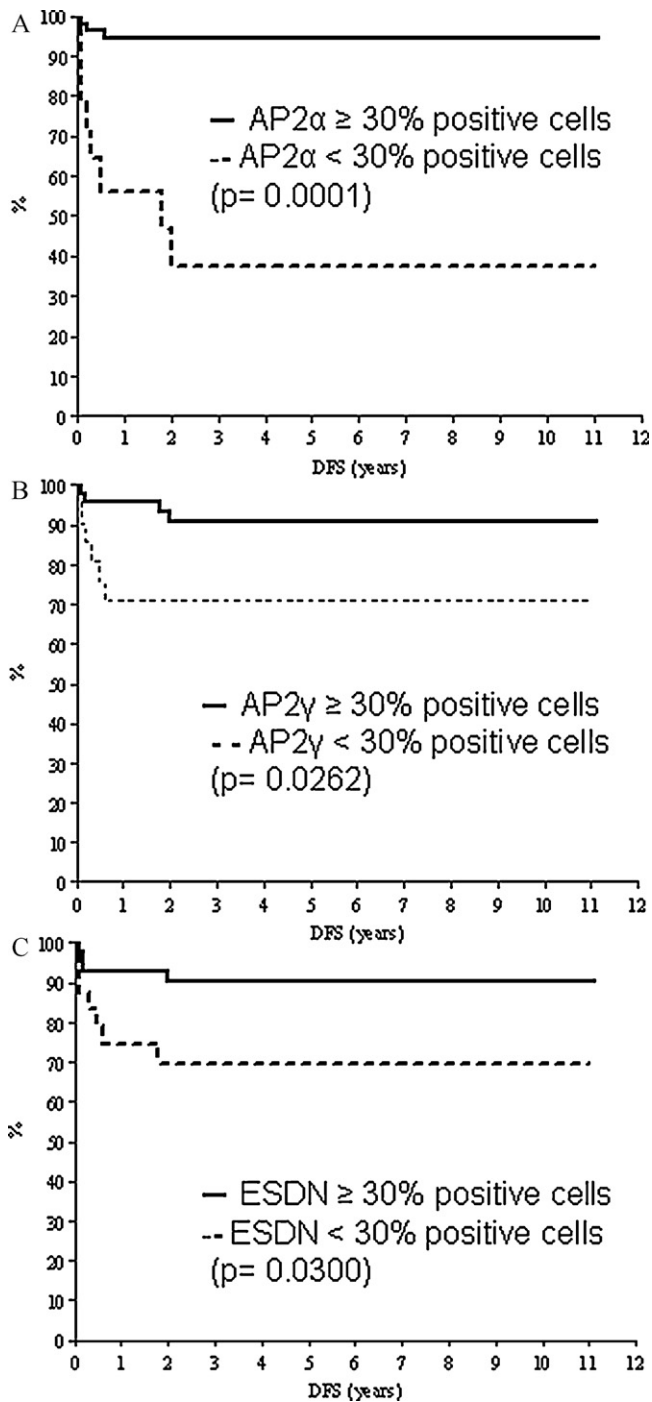 A
100
90
80
70
60
50
40
30
20
10
0
%
AP2α ≥ 30% positive cells
AP2α < 30% positive cells
(p= 0.0001)
0 1 2 3 4 5 6 7 8 9 10 11 12
DFS (years)
B
100
90
80
70
60
50
40
30
20
10
0
%
AP2γ ≥ 30% positive cells
AP2γ < 30% positive cells
(p= 0.0262)
0 1 2 3 4 5 6 7 8 9 10 11 12
DFS (years)
C
100
90
80
70
60
50
40
30
20
10
0
%
ESDN ≥ 30% positive cells
ESDN < 30% positive cells
(p= 0.0300)
0 1 2 3 4 5 6 7 8 9 10 11 12
DFS (years)